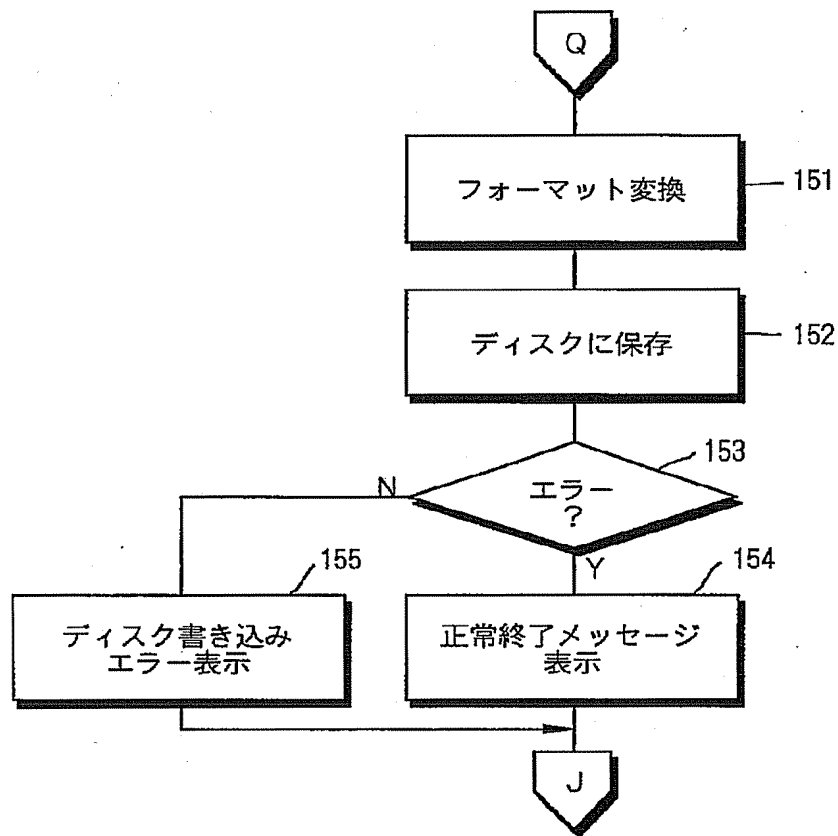 Q
フォーマット変換
151
ディスクに保存
152
153
エラー
?
N
Y
155
154
ディスク書き込み
エラー表示
正常終了メッセージ
表示
J